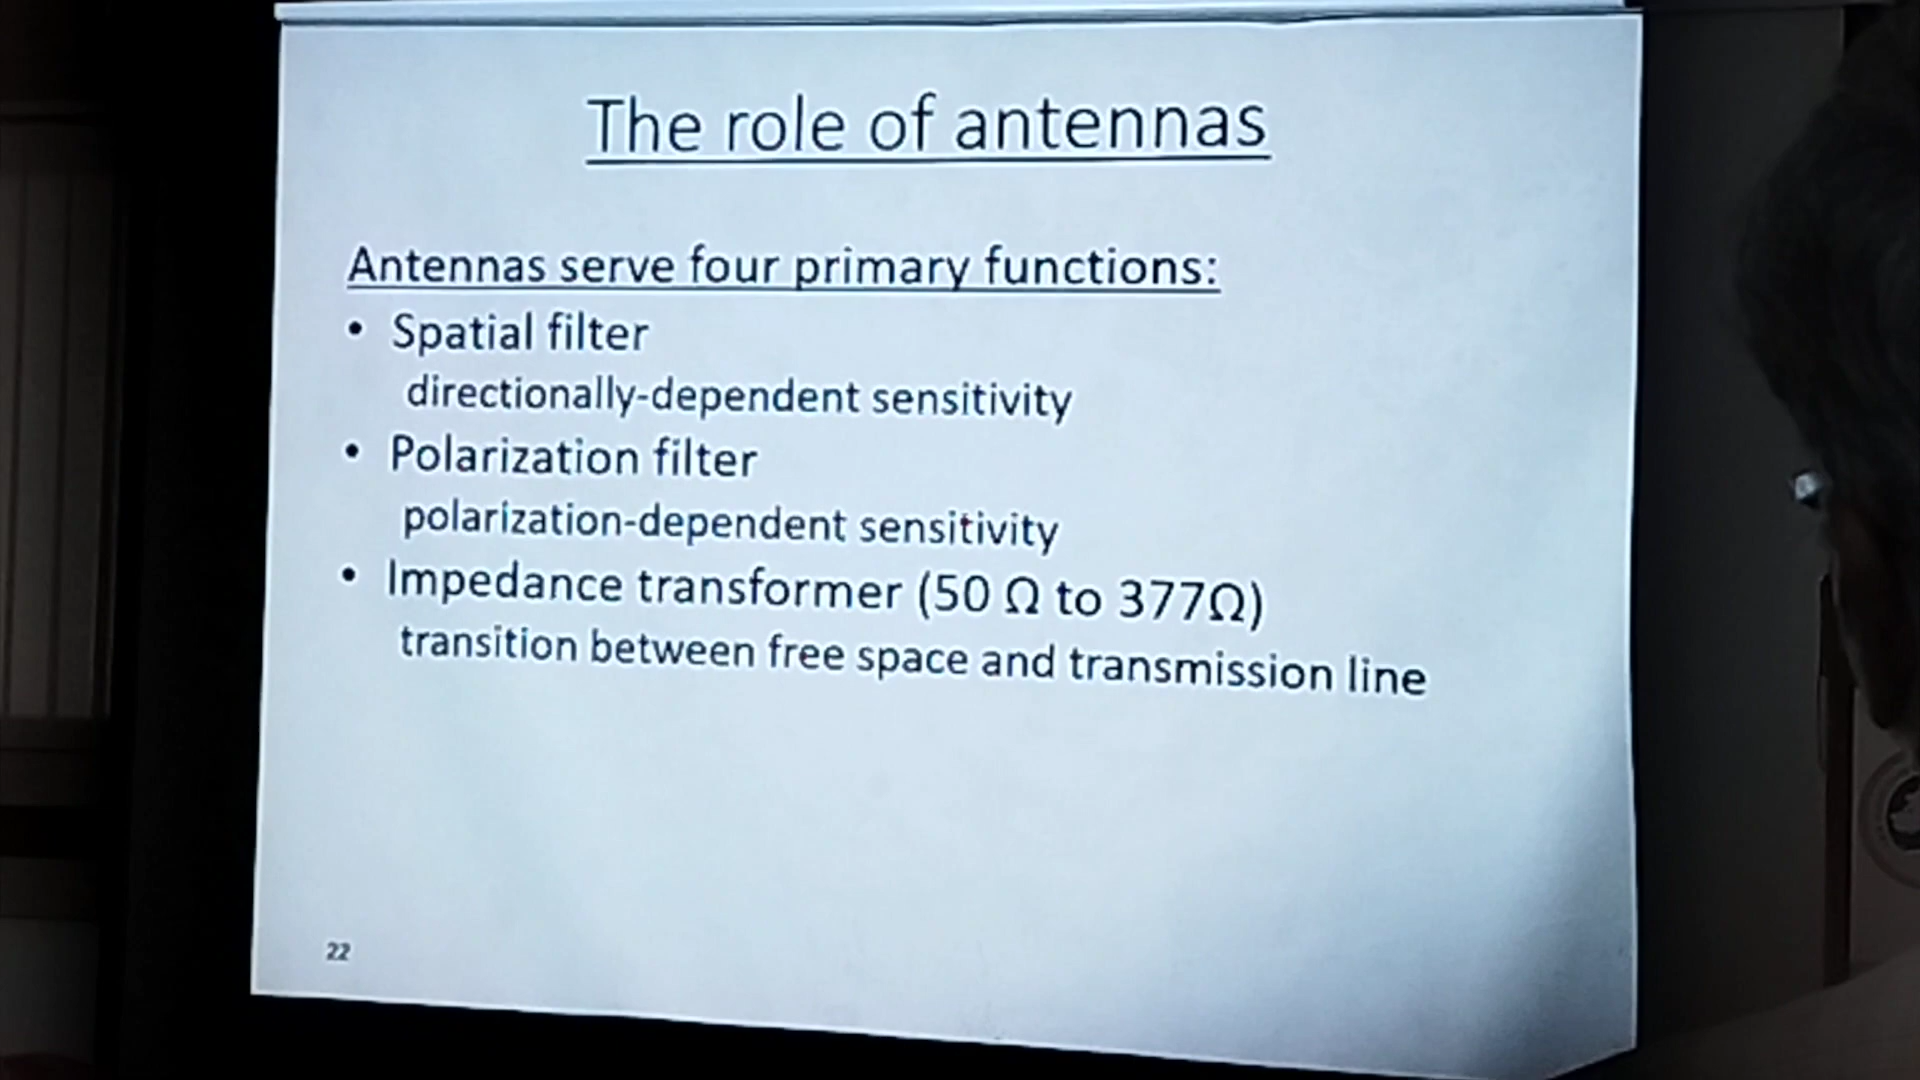 The role of antennas
Antennas serve four primary functions:
• Spatial filter
directionally-dependent sensitivity
• Polarization filter
polarization-dependent sensitivity
• Impedance transformer (50 Ω to 377Ω)
transition between free space and transmission line
22